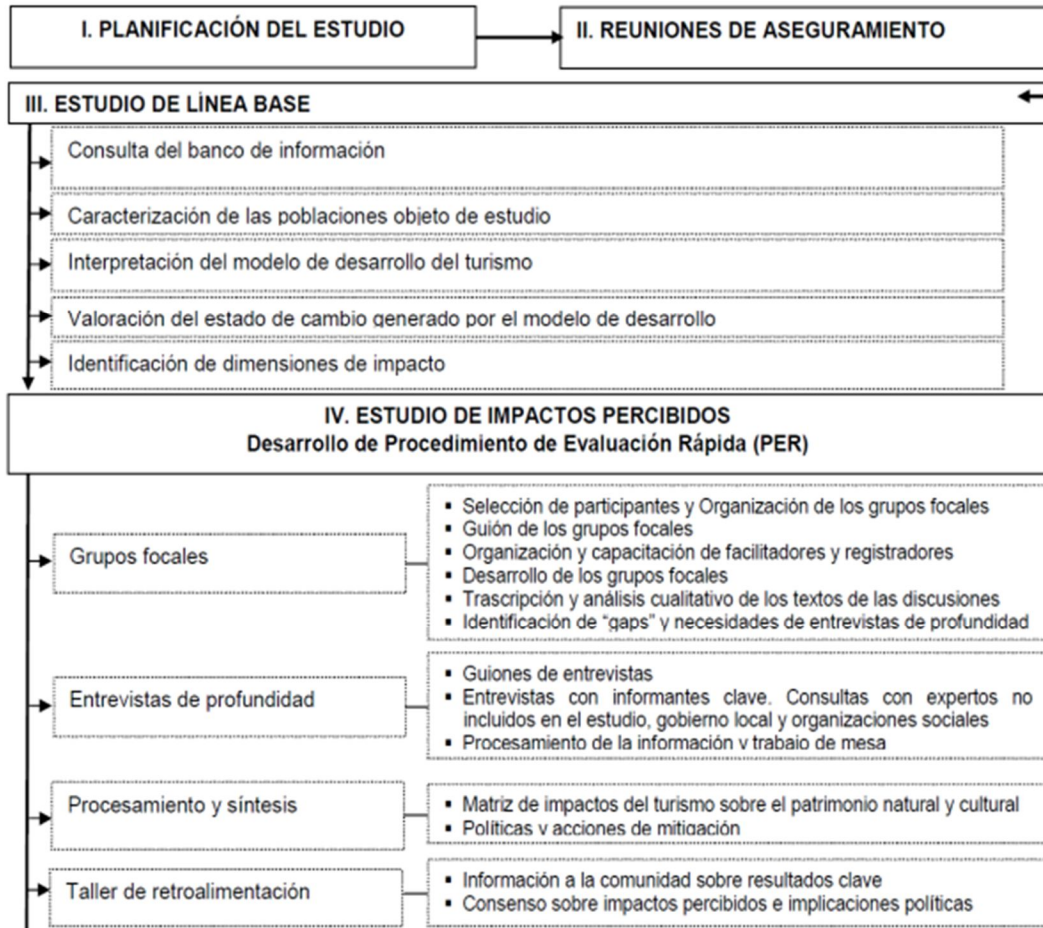 I. PLANIFICACIÓN DEL ESTUDIO
II. REUNIONES DE ASEGURAMIENTO
III. ESTUDIO DE LÍNEA BASE
Consulta del banco de información
Caracterización de las poblaciones objeto de estudio
Interpretación del modelo de desarrollo del turismo
Valoración del estado de cambio generado por el modelo de desarrollo
Identificación de dimensiones de impacto
IV. ESTUDIO DE IMPACTOS PERCIBIDOS
Desarrollo de Procedimiento de Evaluación Rápida (PER)
Grupos focales
▪ Selección de participantes y Organización de los grupos focales
▪ Guión de los grupos focales
▪ Organización y capacitación de facilitadores y registradores
▪ Desarrollo de los grupos focales
▪ Trascripción y análisis cualitativo de los textos de las discusiones
▪ Identificación de “gaps” y necesidades de entrevistas de profundidad
Entrevistas de profundidad
▪ Guiones de entrevistas
▪ Entrevistas con informantes clave. Consultas con expertos no
incluidos en el estudio, gobierno local y organizaciones sociales
▪ Procesamiento de la información y trabajo de mesa
Procesamiento y síntesis
▪ Matriz de impactos del turismo sobre el patrimonio natural y cultural
▪ Políticas y acciones de mitigación
Taller de retroalimentación
▪ Información a la comunidad sobre resultados clave
▪ Consenso sobre impactos percibidos e implicaciones políticas